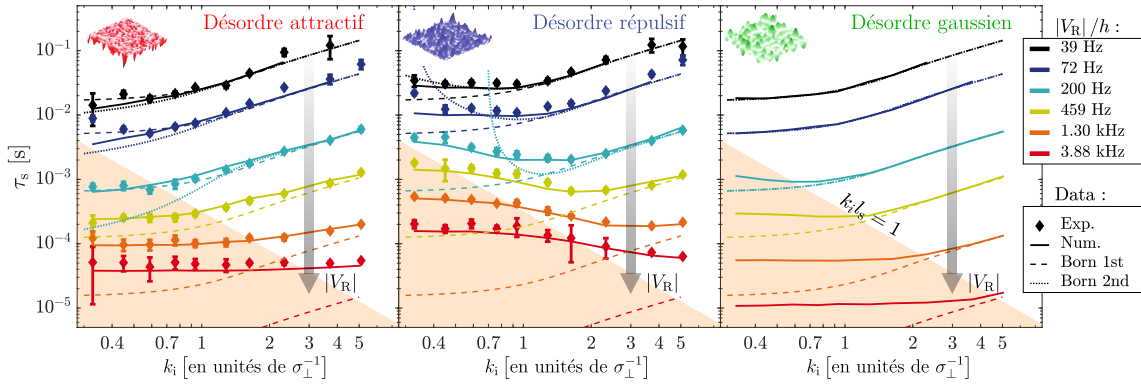 Désordre attractif
Désordre répulsif
Désordre gaussien
|V_R| /h :
39 Hz
72 Hz
200 Hz
459 Hz
1.30 kHz
3.88 kHz
Data :
Exp.
Num.
Born 1st
Born 2nd
τ_s [s]
10^-1
10^-2
10^-3
10^-4
10^-5
|V_R|
|V_R|
k_i l_s = 1
|V_R|
0.4 0.7 1 2 3 4 5
0.4 0.7 1 2 3 4 5
0.4 0.7 1 2 3 4 5
k_i [en unités de σ_⊥^-1]
k_i [en unités de σ_⊥^-1]
k_i [en unités de σ_⊥^-1]